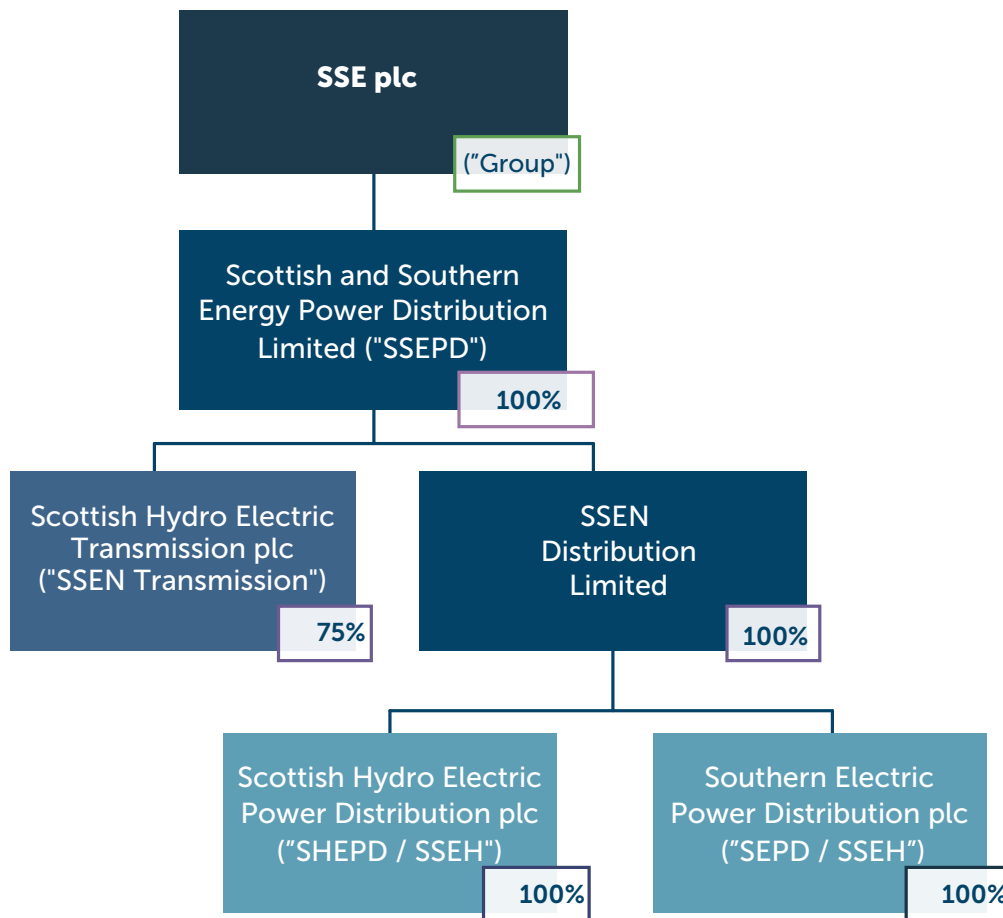 SSE plc
(”Group")
Scottish and Southern
Energy Power Distribution
Limited ("SSEPD")
100%
Scottish Hydro Electric
Transmission plc
("SSEN Transmission")
75%
SSEN
Distribution
Limited
100%
Scottish Hydro Electric
Power Distribution plc
(”SHEPD / SSEH")
100%
Southern Electric
Power Distribution plc
(”SEPD / SSEH”)
100%